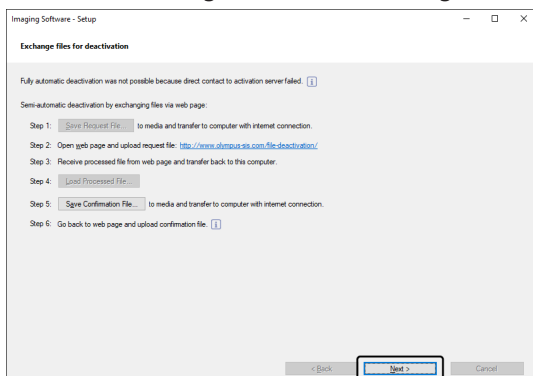 Imaging Software - Setup
Exchange files for deactivation
Fully automatic deactivation was not possible because direct contact to activation server failed. i
Semi-automatic deactivation by exchanging files via web page:
Step 1: Save Request File... to media and transfer to computer with internet connection.
Step 2: Open web page and upload request file: http://www.olympus-sis.com/file-deactivation/
Step 3: Receive processed file from web page and transfer back to this computer.
Step 4: Load Processed File...
Step 5: Save Confirmation File... to media and transfer to computer with internet connection.
Step 6: Go back to web page and upload confirmation file. i
< Back Next > Cancel